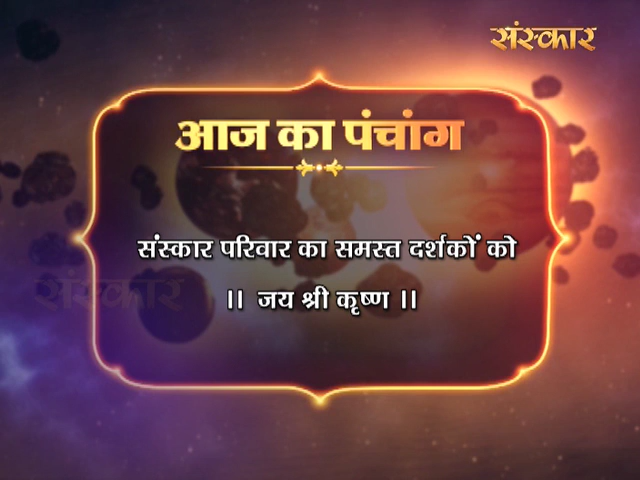 संस्कार
आज का पंचांग
संस्कार परिवार का समस्त दर्शकों को
।। जय श्री कृष्ण ।।
संस्कार